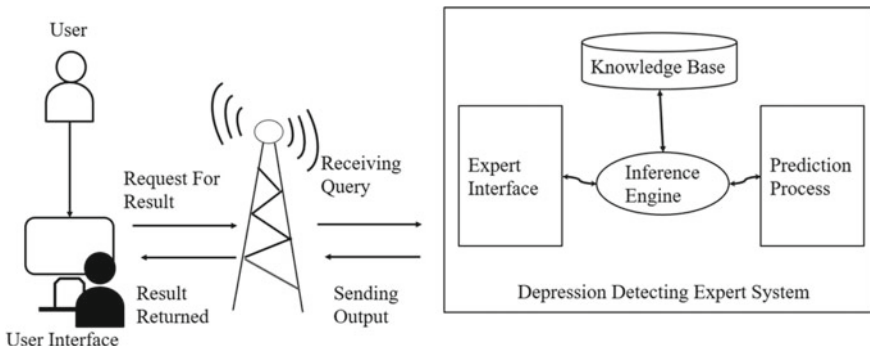 User
Request For
Result
Result
Returned
User Interface
Receiving
Query
Sending
Output
Knowledge Base
Expert
Interface
Inference
Engine
Prediction
Process
Depression Detecting Expert System